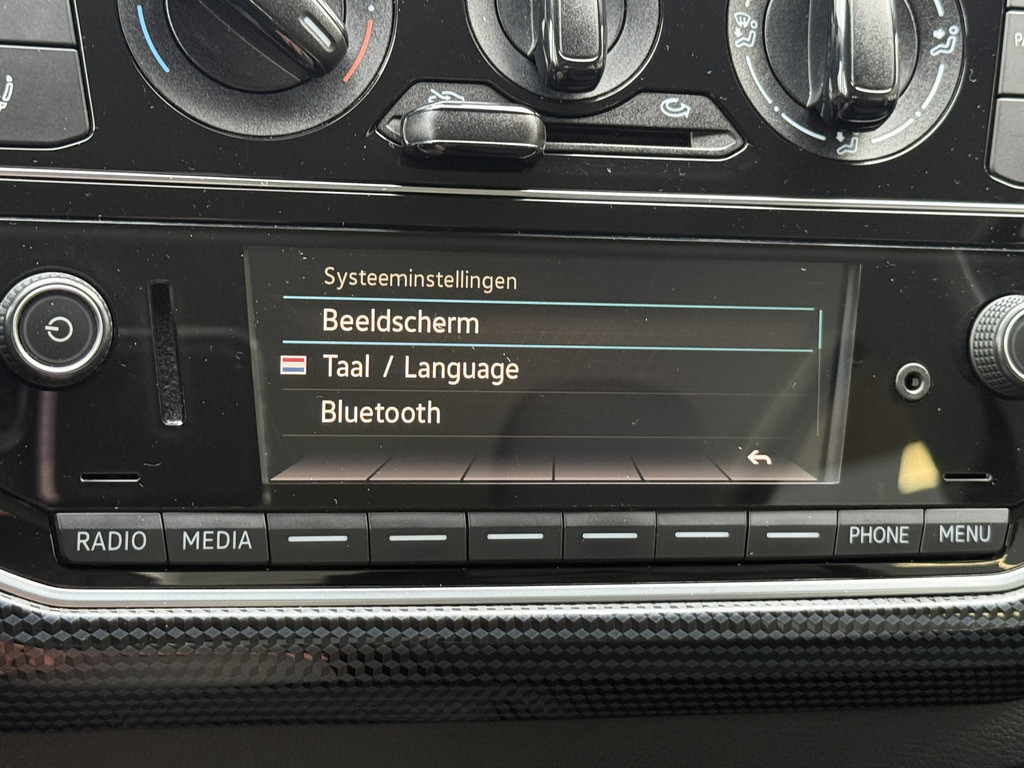 Systeeminstellingen
Beeldscherm
Taal / Language
Bluetooth
RADIO
MEDIA
PHONE
MENU